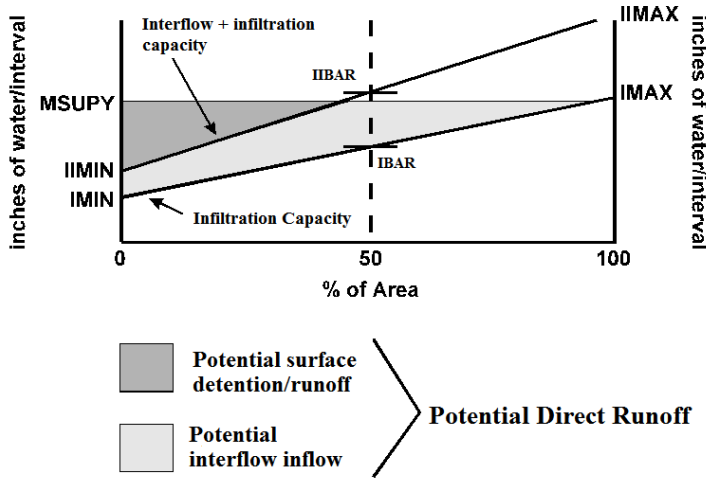 inches of water/interval
Interflow + infiltration
capacity
IIBAR
IIMAX
MSUPY
IMAX
IIMIN
IMIN
IBAR
Infiltration Capacity
inches of water/interval
0
50
100
% of Area
Potential surface
detention/runoff
Potential
interflow inflow
Potential Direct Runoff